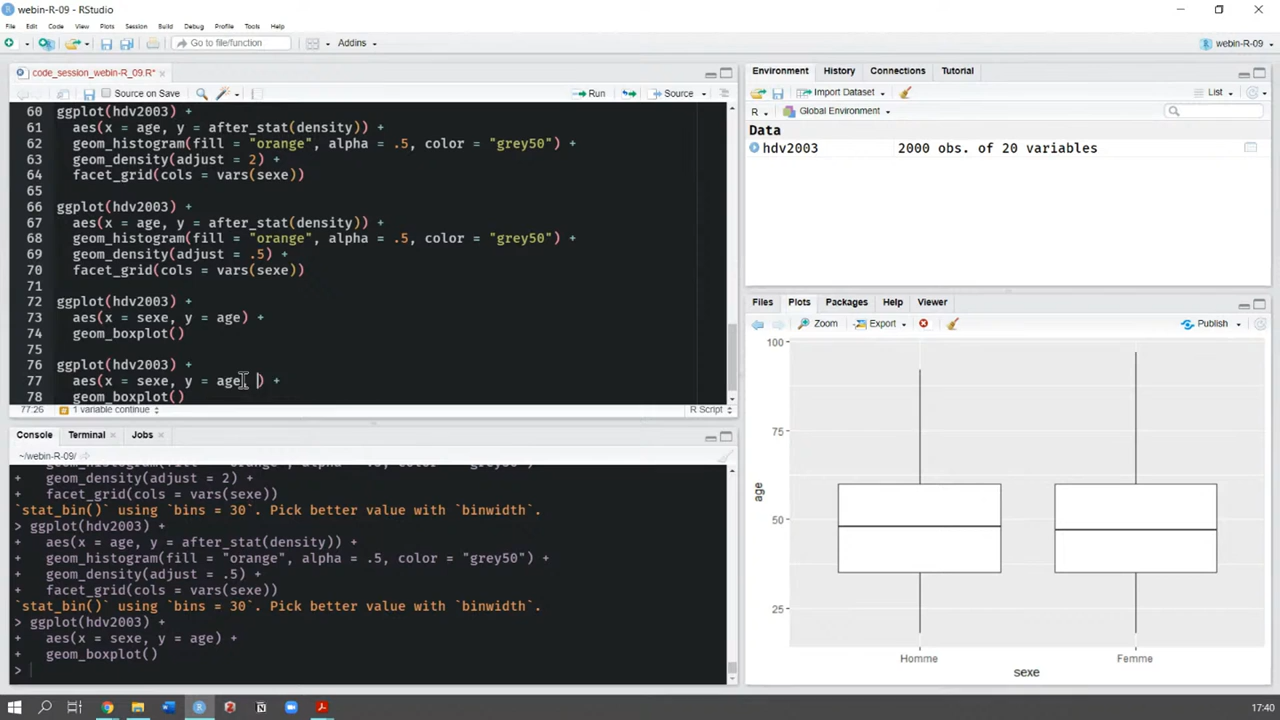 webin-R-09 - RStudio
File Edit Code View Plots Session Build Debug Profile Tools Help
Go to file/function Addins webin-R-09
code_session_webin-R_09.R*
Source on Save Run Source
60 ggplot(hdv2003) +
61 aes(x = age, y = after_stat(density)) +
62 geom_histogram(fill = "orange", alpha = .5, color = "grey50") +
63 geom_density(adjust = 2) +
64 facet_grid(cols = vars(sexe))
65
66 ggplot(hdv2003) +
67 aes(x = age, y = after_stat(density)) +
68 geom_histogram(fill = "orange", alpha = .5, color = "grey50") +
69 geom_density(adjust = .5) +
70 facet_grid(cols = vars(sexe))
71
72 ggplot(hdv2003) +
73 aes(x = sexe, y = age) +
74 geom_boxplot()
75
76 ggplot(hdv2003) +
77 aes(x = sexe, y = age, ) +
78 geom_boxplot()
77:26 # 1 variable continue R Script
Console Terminal Jobs
~/webin-R-09/
+ geom_density(adjust = 2) +
+ facet_grid(cols = vars(sexe))
`stat_bin()` using `bins = 30`. Pick better value with `binwidth`.
> ggplot(hdv2003) +
+ aes(x = age, y = after_stat(density)) +
+ geom_histogram(fill = "orange", alpha = .5, color = "grey50") +
+ geom_density(adjust = .5) +
+ facet_grid(cols = vars(sexe))
`stat_bin()` using `bins = 30`. Pick better value with `binwidth`.
> ggplot(hdv2003) +
+ aes(x = sexe, y = age) +
+ geom_boxplot()
>
Environment History Connections Tutorial
Import Dataset List
R Global Environment
Data
hdv2003 2000 obs. of 20 variables
Files Plots Packages Help Viewer
Zoom Export Publish
100
75
age
50
25
Homme Femme
sexe
17:40